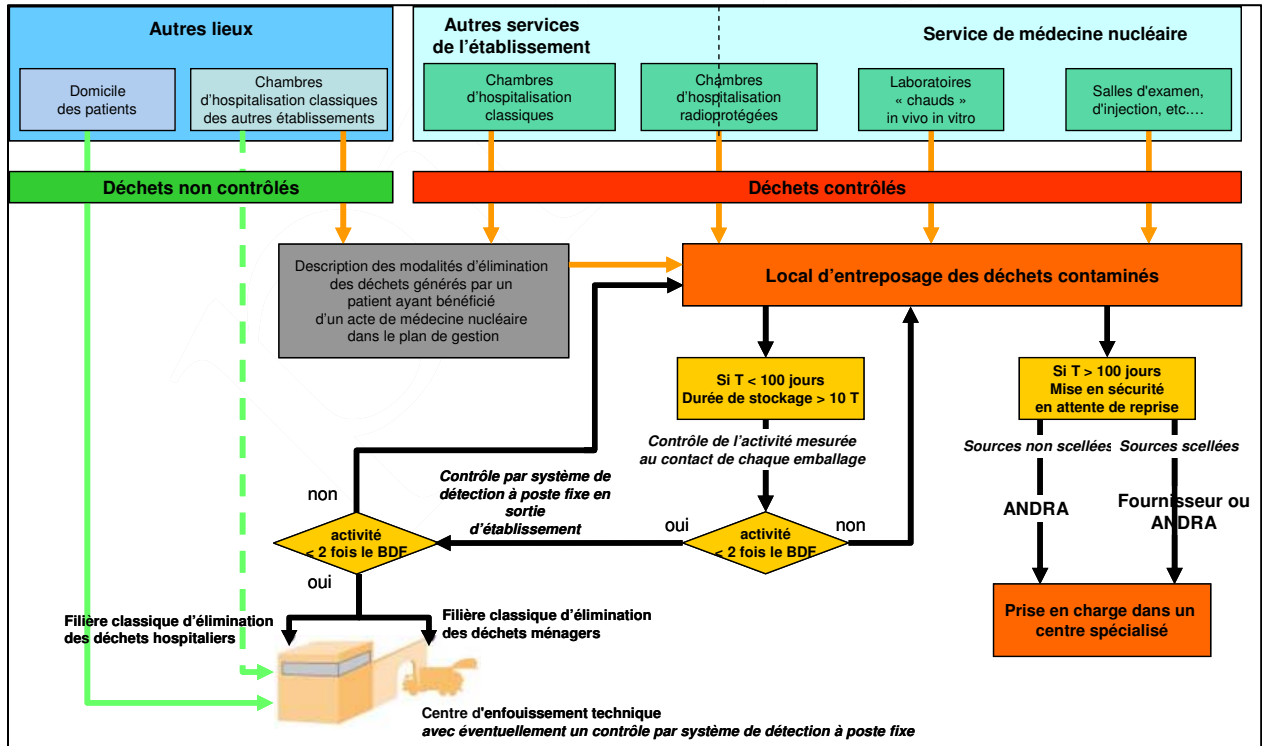 Autres lieux
Autres services
de l'établissement
Service de médecine nucléaire
Domicile
des patients
Chambres
d'hospitalisation classiques
des autres établissements
Chambres
d'hospitalisation
classiques
Chambres
d'hospitalisation
radioprotégées
Laboratoires
« chauds »
in vivo in vitro
Salles d'examen,
d'injection, etc.…
Déchets non contrôlés
Déchets contrôlés
Description des modalités d'élimination
des déchets générés par un
patient ayant bénéficié
d'un acte de médecine nucléaire
dans le plan de gestion
Local d'entreposage des déchets contaminés
Si T < 100 jours
Durée de stockage > 10 T
Si T > 100 jours
Mise en sécurité
en attente de reprise
Contrôle de l'activité mesurée
au contact de chaque emballage
Sources non scellées
Sources scellées
Contrôle par système de
détection à poste fixe en
sortie
d'établissement
non
ANDRA
Fournisseur ou
ANDRA
activité
< 2 fois le BDF
oui
activité
< 2 fois le BDF
non
oui
Filière classique d'élimination
des déchets hospitaliers
Filière classique d'élimination
des déchets ménagers
Prise en charge dans un
centre spécialisé
Centre d'enfouissement technique
avec éventuellement un contrôle par système de détection à poste fixe